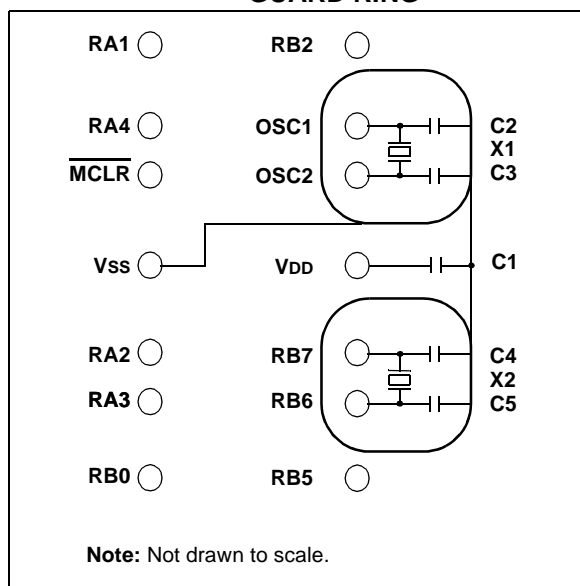 GUARD RING
RA1 RB2
RA4 OSC1 C2
X1
MCLR OSC2 C3
VSS VDD C1
RA2 RB7 C4
X2
RA3 RB6 C5
RB0 RB5
Note: Not drawn to scale.